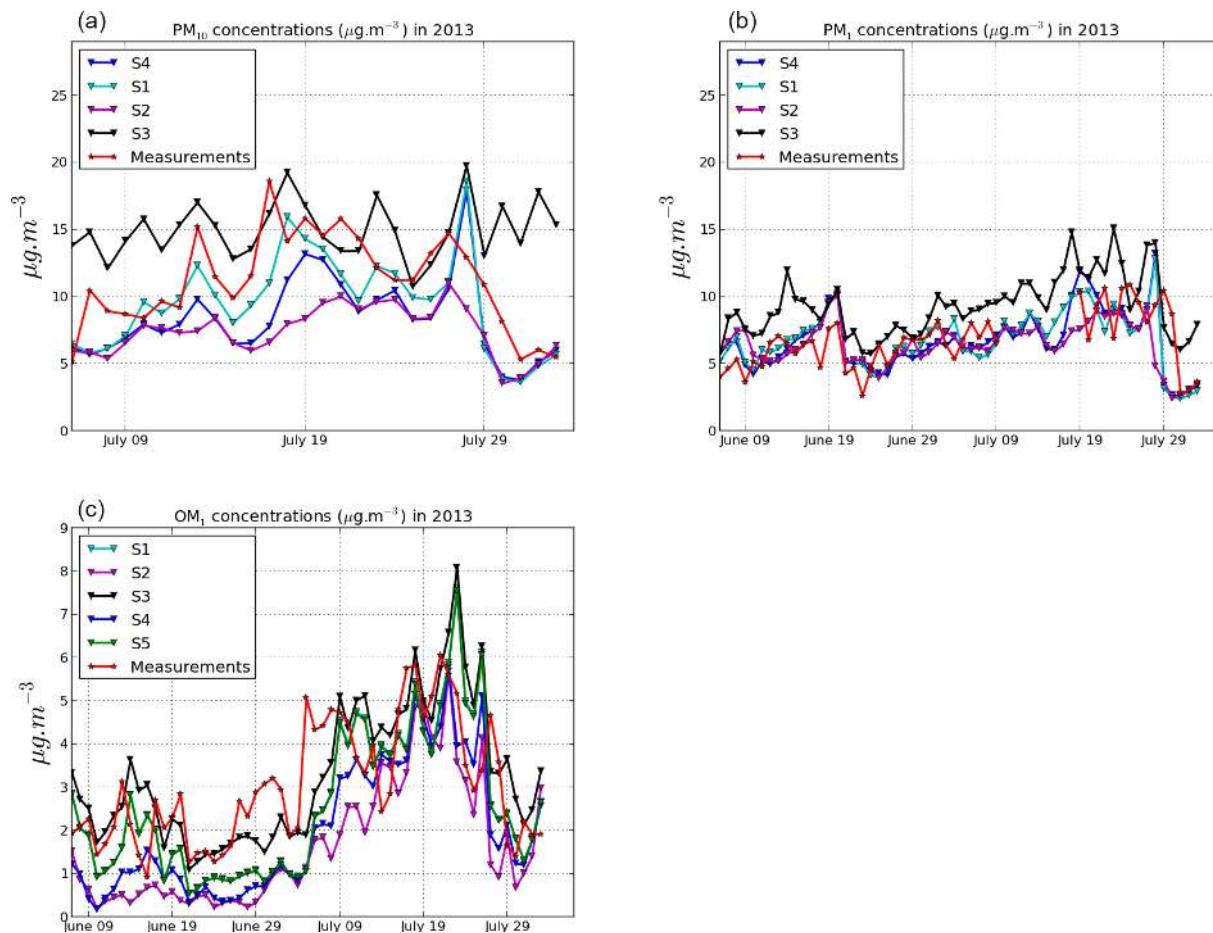 (a)
PM10 concentrations (μg.m⁻³) in 2013
S4
S1
S2
S3
Measurements
μg.m⁻³
25
20
15
10
5
0
July 09
July 19
July 29
(b)
PM1 concentrations (μg.m⁻³) in 2013
S4
S1
S2
S3
Measurements
μg.m⁻³
25
20
15
10
5
0
June 09
June 19
June 29
July 09
July 19
July 29
(c)
OM1 concentrations (μg.m⁻³) in 2013
S1
S2
S3
S4
S5
Measurements
μg.m⁻³
9
8
7
6
5
4
3
2
1
0
June 09
June 19
June 29
July 09
July 19
July 29